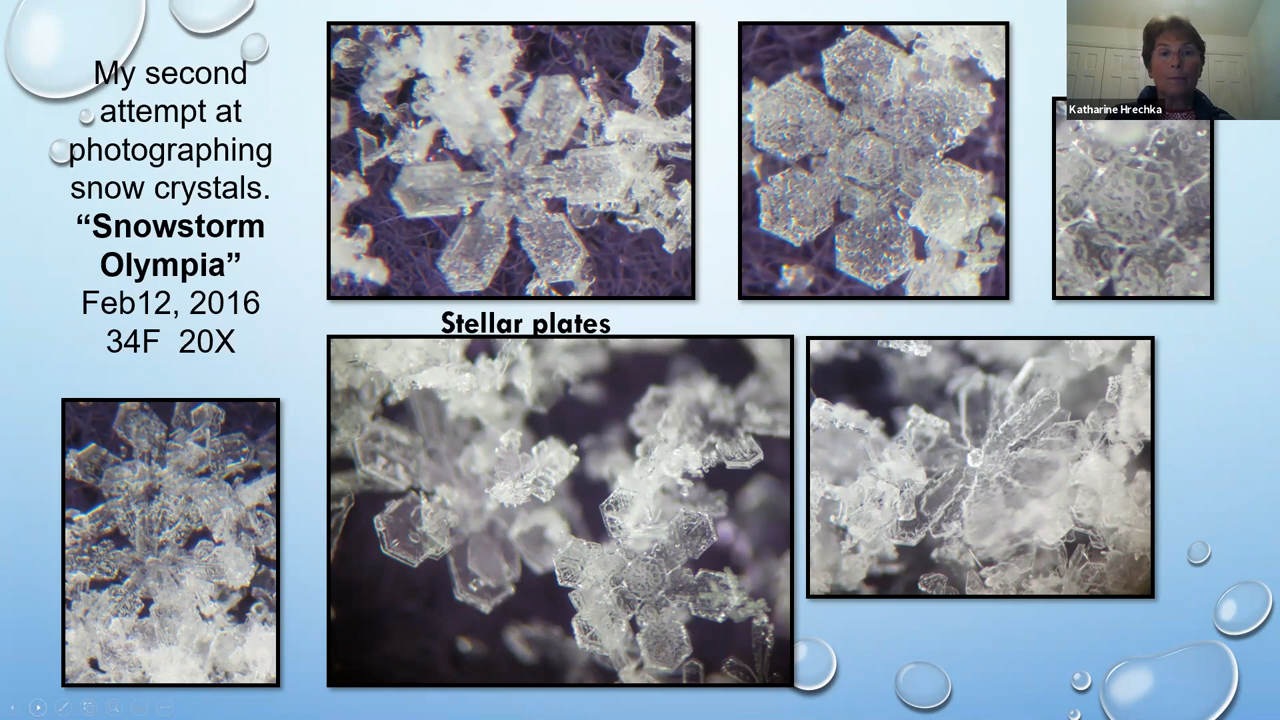 My second
attempt at
photographing
snow crystals.
“Snowstorm
Olympia”
Feb12, 2016
34F 20X
Stellar plates
Katharine Hrechka